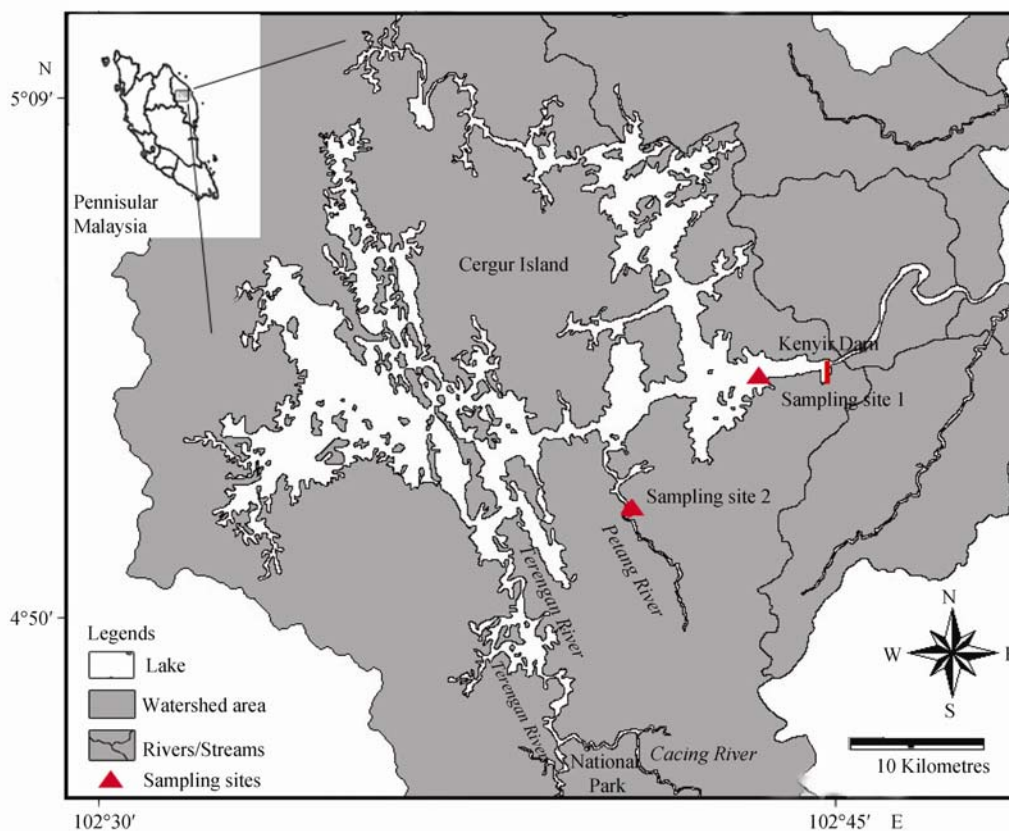 N
5°09′
Pennisular
Malaysia
Cergur Island
Kenyir Dam
Sampling site 1
Sampling site 2
Petang River
Terengan River
4°50′
Legends
Lake
Watershed area
Rivers/Streams
Sampling sites
Terengan River
Cacing River
National
Park
N
W
E
S
10 Kilometres
102°30′
102°45′ E